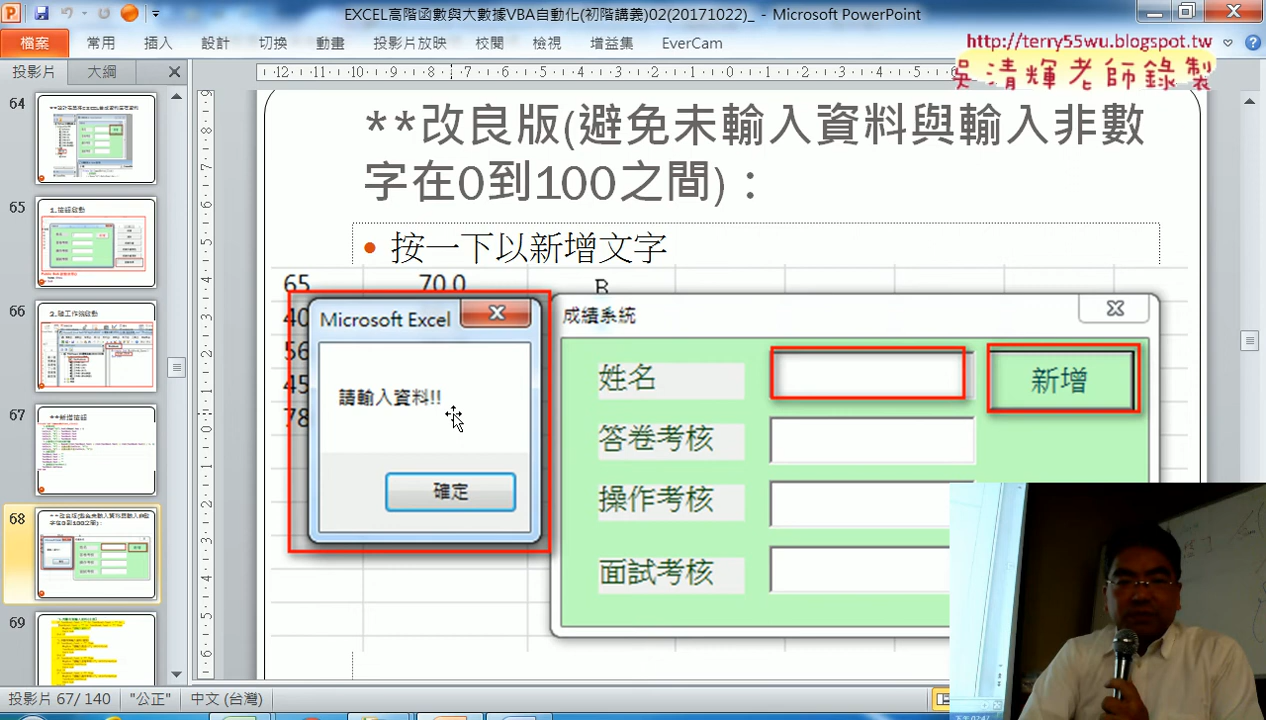 EXCEL高階函數與大數據VBA自動化(初階講義)02(20171022)_ - Microsoft PowerPoint
檔案 常用 插入 設計 切換 動畫 投影片放映 校閱 檢視 增益集 EverCam
http://terry55wu.blogspot.tw
吳清輝老師錄製
投影片 大綱
64
65
66
67
68
69
**改良版(避免未輸入資料與輸入非數
字在0到100之間)：
按一下以新增文字
65 70.0 B
40
56
45
78
Microsoft Excel
請輸入資料!!
確定
成績系統
姓名
新增
答卷考核
操作考核
面試考核
投影片 67/140 "公正" 中文 (台灣)